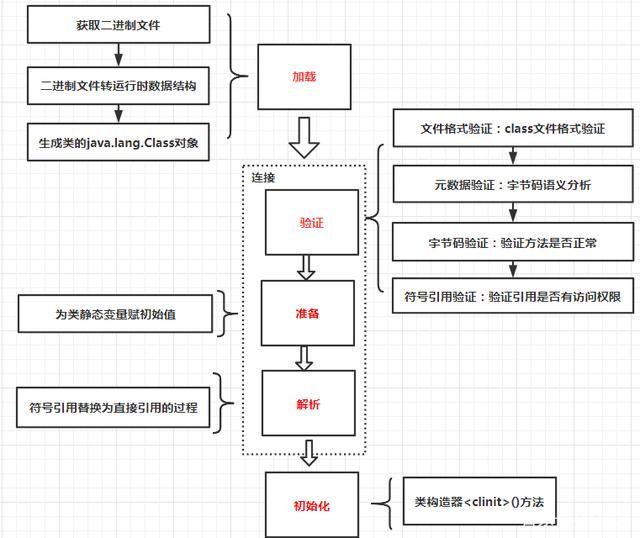 获取二进制文件
二进制文件转运行时数据结构
生成类的java.lang.Class对象
加载
连接
验证
文件格式验证：class文件格式验证
元数据验证：字节码语义分析
字节码验证：验证方法是否正常
符号引用验证：验证引用是否有访问权限
为类静态变量赋初始值
准备
符号引用替换为直接引用的过程
解析
初始化
类构造器<clinit>()方法